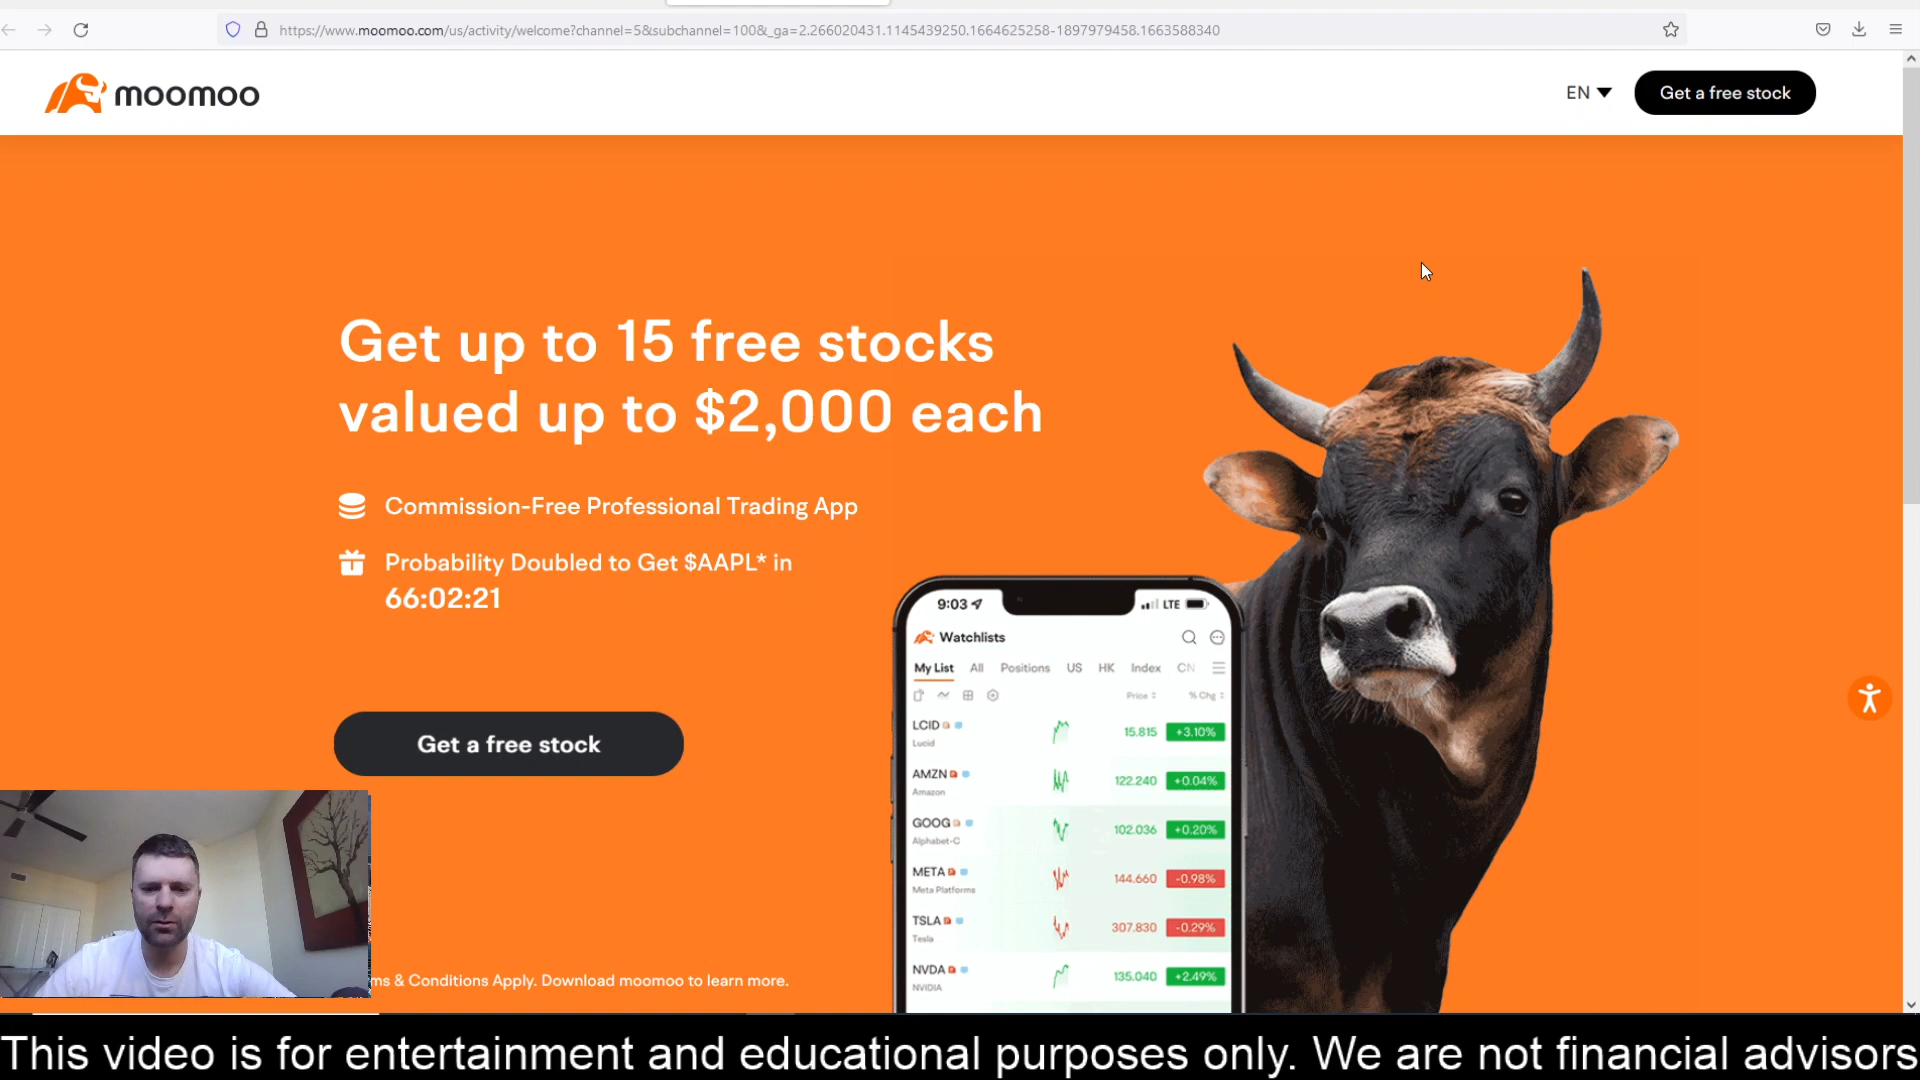 https://www.moomoo.com/us/activity/welcome?channel=5&subchannel=100&_ga=2.266020431.1145439250.1664625258-1897979458.1663588340
moomoo
EN
Get a free stock
Get up to 15 free stocks
valued up to $2,000 each
Commission-Free Professional Trading App
Probability Doubled to Get $AAPL* in
66:02:21
Get a free stock
ms & Conditions Apply. Download moomoo to learn more.
9:03 LTE
Watchlists
My List All Positions US HK Index CN
Price % Chg
LCID 15.815 +3.10%
Lucid
AMZN 122.240 +0.04%
Amazon
GOOG 102.036 +0.20%
Alphabet-C
META 144.660 -0.98%
Meta Platforms
TSLA 307.830 -0.29%
Tesla
NVDA 135.040 +2.49%
NVIDIA
This video is for entertainment and educational purposes only. We are not financial advisors